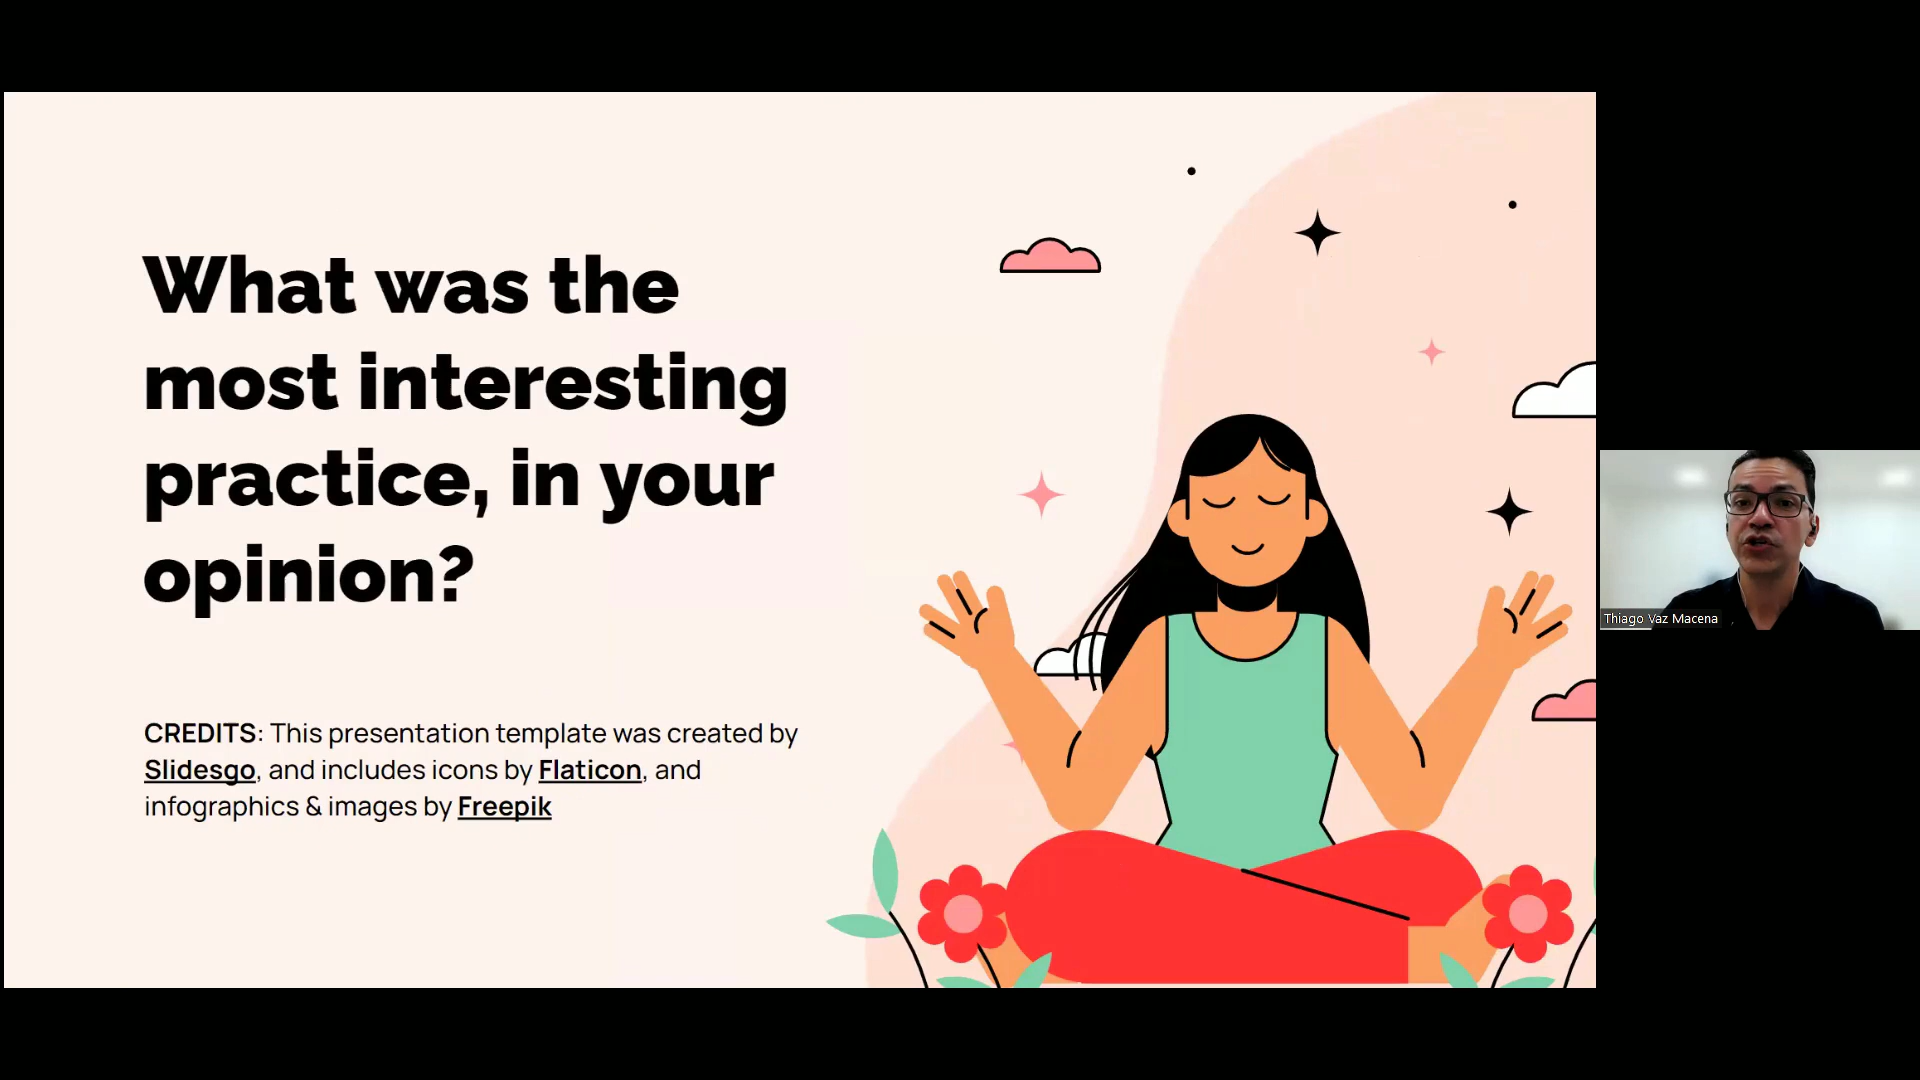 What was the
most interesting
practice, in your
opinion?
CREDITS: This presentation template was created by
Slidesgo, and includes icons by Flaticon, and
infographics & images by Freepik
Thiago Vaz Macena